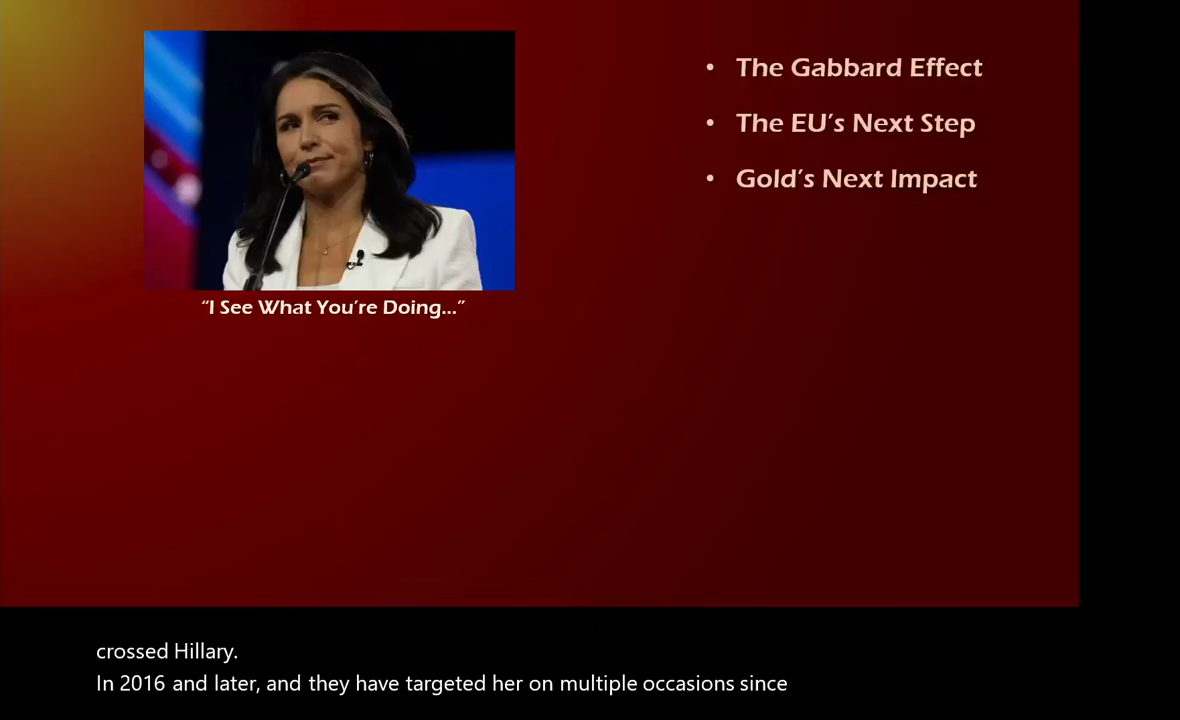 • The Gabbard Effect
• The EU's Next Step
• Gold's Next Impact
“I See What You're Doing...”
crossed Hillary.
In 2016 and later, and they have targeted her on multiple occasions since